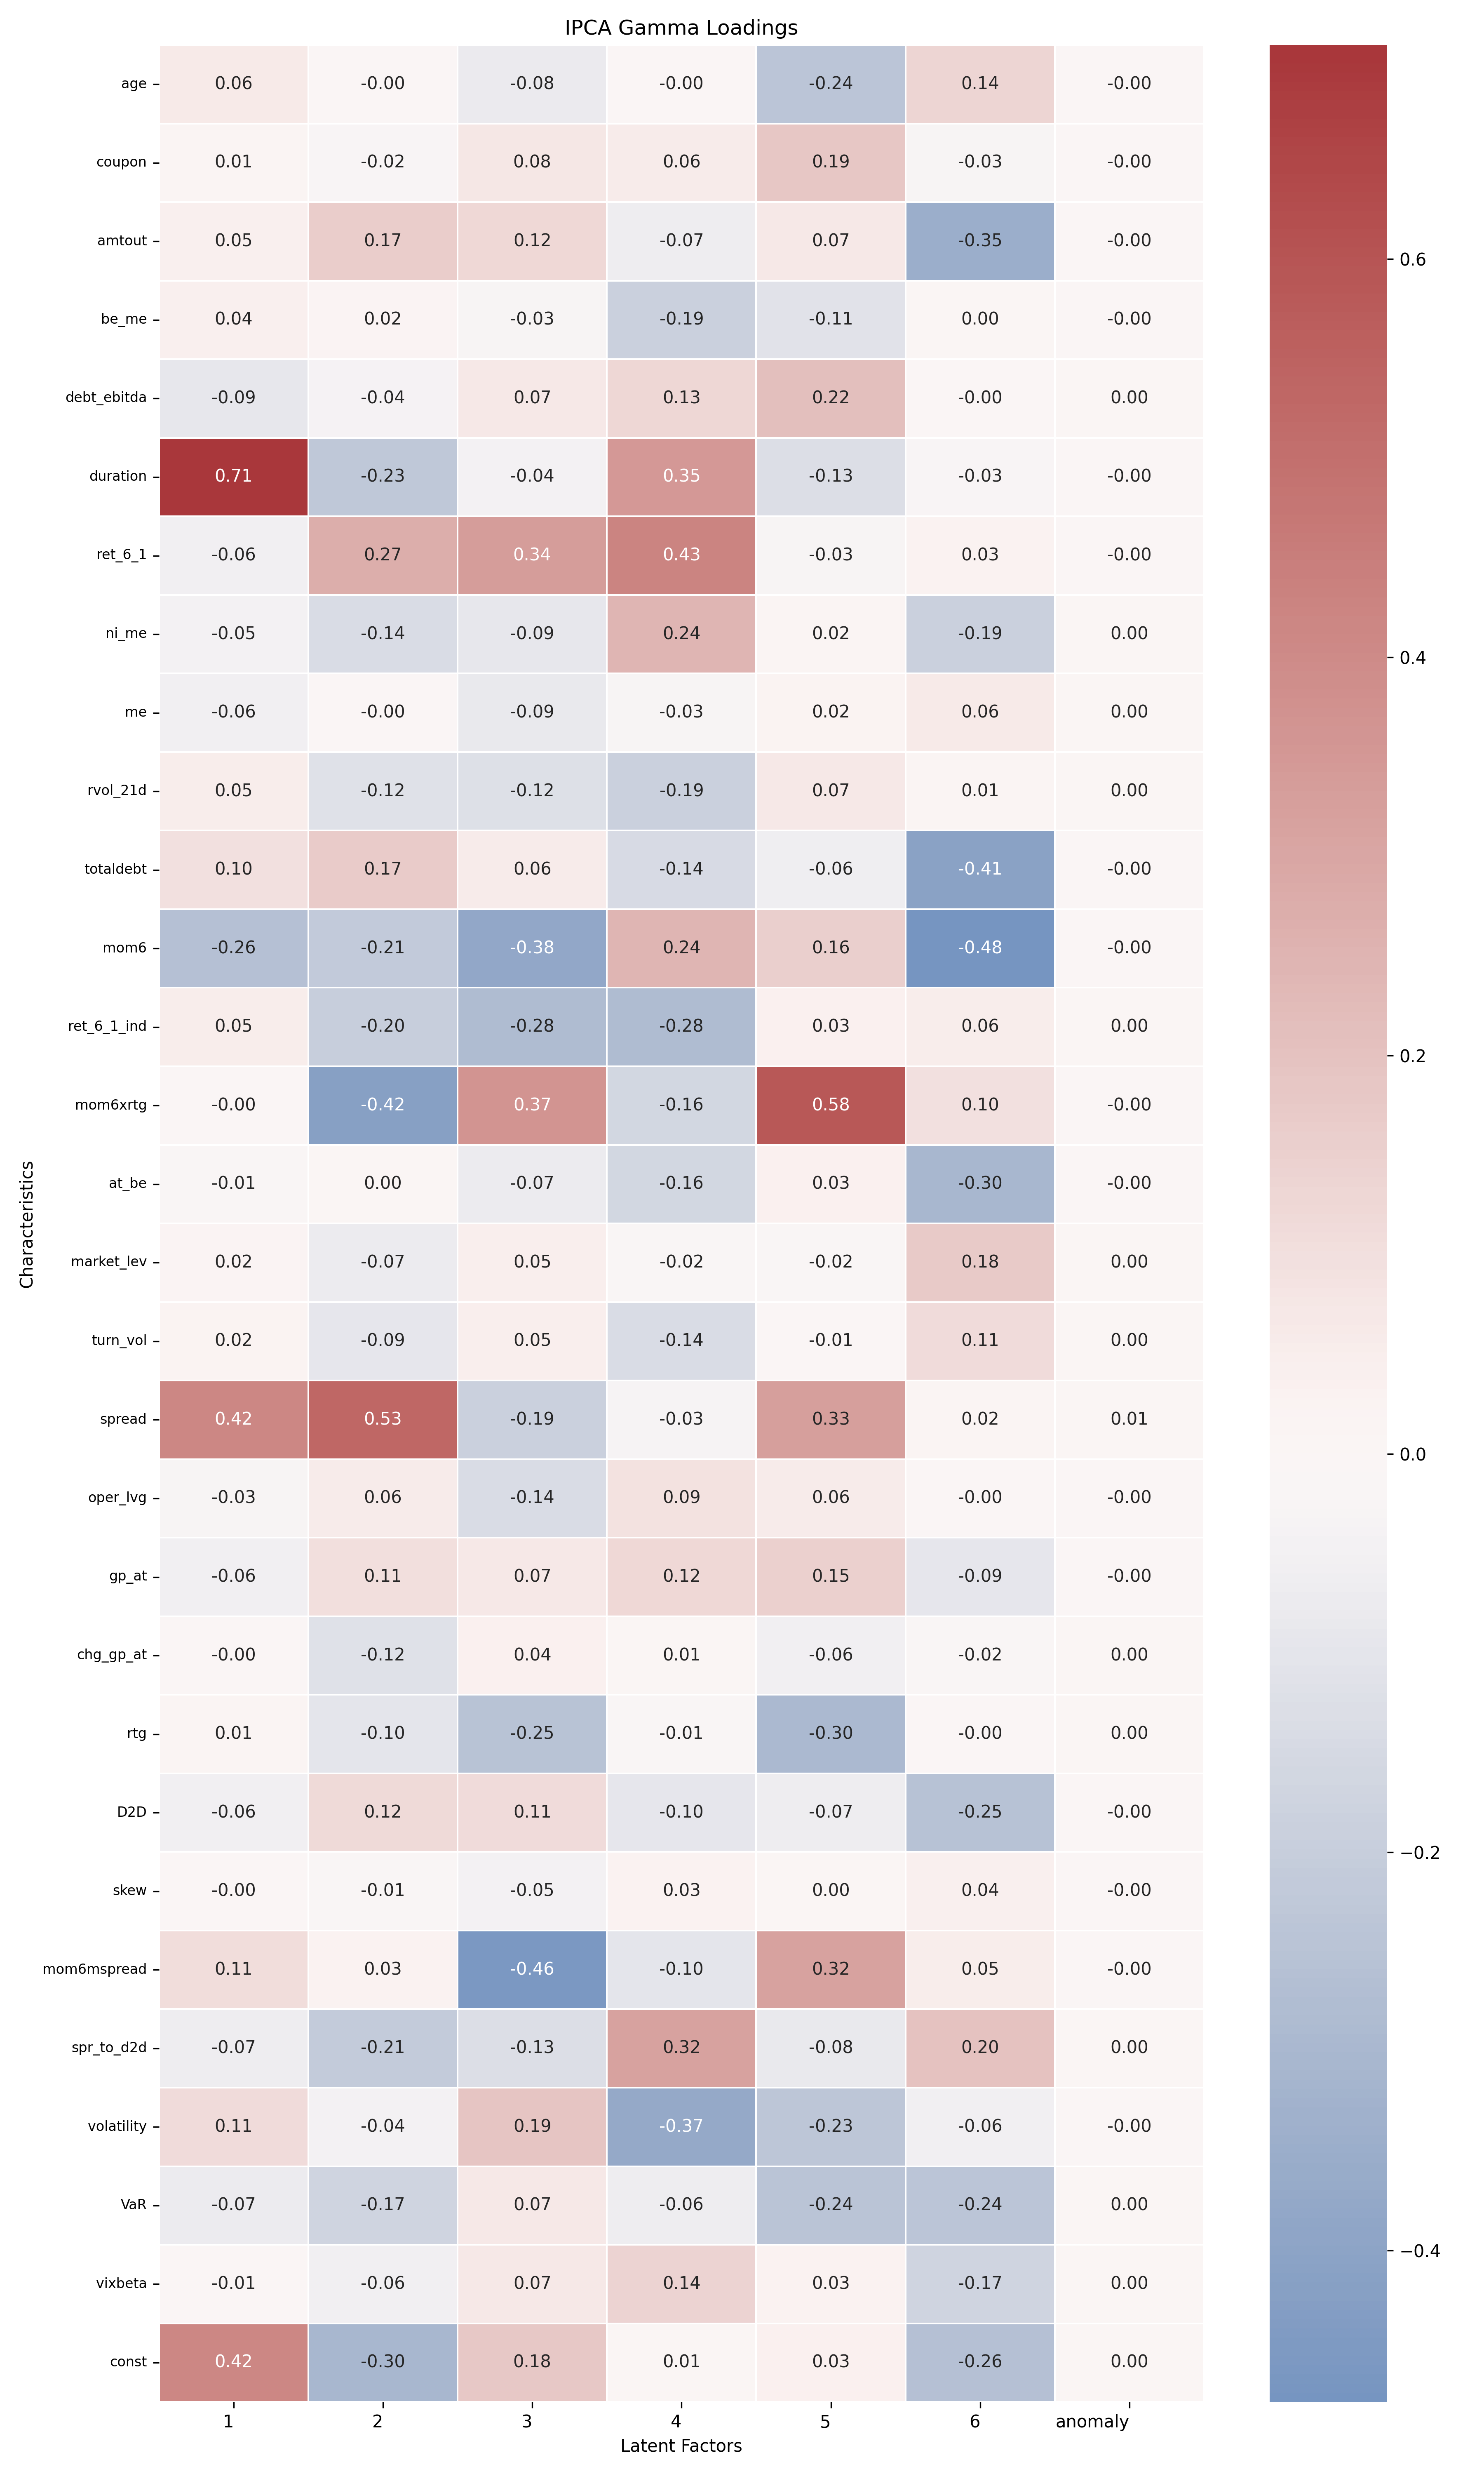 IPCA Gamma Loadings
age 0.06 -0.00 -0.08 -0.00 -0.24 0.14 -0.00
coupon 0.01 -0.02 0.08 0.06 0.19 -0.03 -0.00
amtout 0.05 0.17 0.12 -0.07 0.07 -0.35 -0.00
be_me 0.04 0.02 -0.03 -0.19 -0.11 0.00 -0.00
debt_ebitda -0.09 -0.04 0.07 0.13 0.22 -0.00 0.00
duration 0.71 -0.23 -0.04 0.35 -0.13 -0.03 -0.00
ret_6_1 -0.06 0.27 0.34 0.43 -0.03 0.03 -0.00
ni_me -0.05 -0.14 -0.09 0.24 0.02 -0.19 0.00
me -0.06 -0.00 -0.09 -0.03 0.02 0.06 0.00
rvol_21d 0.05 -0.12 -0.12 -0.19 0.07 0.01 0.00
totaldebt 0.10 0.17 0.06 -0.14 -0.06 -0.41 -0.00
mom6 -0.26 -0.21 -0.38 0.24 0.16 -0.48 -0.00
ret_6_1_ind 0.05 -0.20 -0.28 -0.28 0.03 0.06 0.00
mom6xrtg -0.00 -0.42 0.37 -0.16 0.58 0.10 -0.00
at_be -0.01 0.00 -0.07 -0.16 0.03 -0.30 -0.00
market_lev 0.02 -0.07 0.05 -0.02 -0.02 0.18 0.00
turn_vol 0.02 -0.09 0.05 -0.14 -0.01 0.11 0.00
spread 0.42 0.53 -0.19 -0.03 0.33 0.02 0.01
oper_lvg -0.03 0.06 -0.14 0.09 0.06 -0.00 -0.00
gp_at -0.06 0.11 0.07 0.12 0.15 -0.09 -0.00
chg_gp_at -0.00 -0.12 0.04 0.01 -0.06 -0.02 0.00
rtg 0.01 -0.10 -0.25 -0.01 -0.30 -0.00 0.00
D2D -0.06 0.12 0.11 -0.10 -0.07 -0.25 -0.00
skew -0.00 -0.01 -0.05 0.03 0.00 0.04 -0.00
mom6mspread 0.11 0.03 -0.46 -0.10 0.32 0.05 -0.00
spr_to_d2d -0.07 -0.21 -0.13 0.32 -0.08 0.20 0.00
volatility 0.11 -0.04 0.19 -0.37 -0.23 -0.06 -0.00
VaR -0.07 -0.17 0.07 -0.06 -0.24 -0.24 0.00
vixbeta -0.01 -0.06 0.07 0.14 0.03 -0.17 0.00
const 0.42 -0.30 0.18 0.01 0.03 -0.26 0.00
1 2 3 4 5 6 anomaly
Latent Factors
Characteristics
0.6
0.4
0.2
0.0
−0.2
−0.4